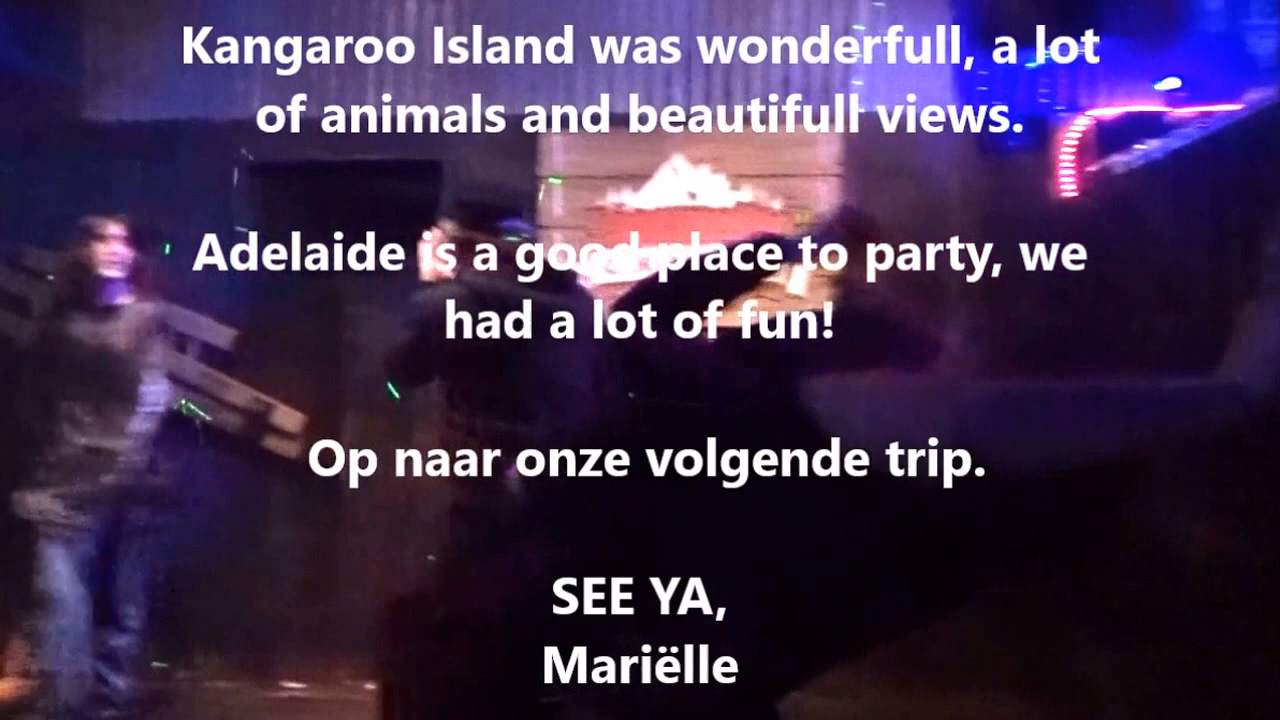 Kangaroo Island was wonderfull, a lot
of animals and beautifull views.
Adelaide is a good place to party, we
had a lot of fun!
Op naar onze volgende trip.
SEE YA,
Mariëlle